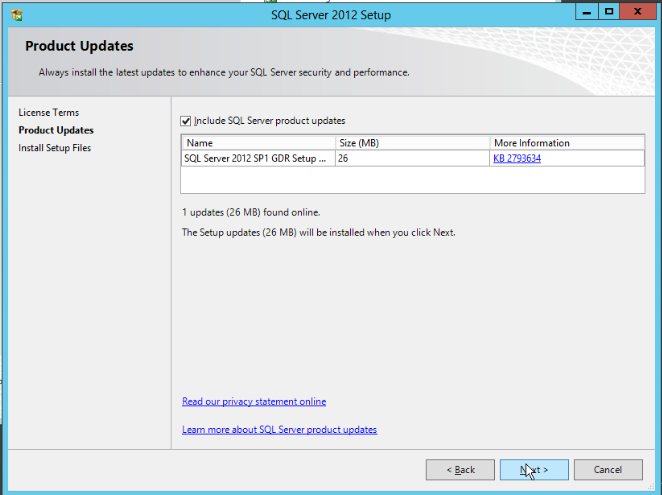 SQL Server 2012 Setup
Product Updates
Always install the latest updates to enhance your SQL Server security and performance.
License Terms
Product Updates
Install Setup Files
Include SQL Server product updates
Name Size (MB) More Information
SQL Server 2012 SP1 GDR Setup ... 26 KB 2793634
1 updates (26 MB) found online.
The Setup updates (26 MB) will be installed when you click Next.
Read our privacy statement online
Learn more about SQL Server product updates
< Back Next > Cancel